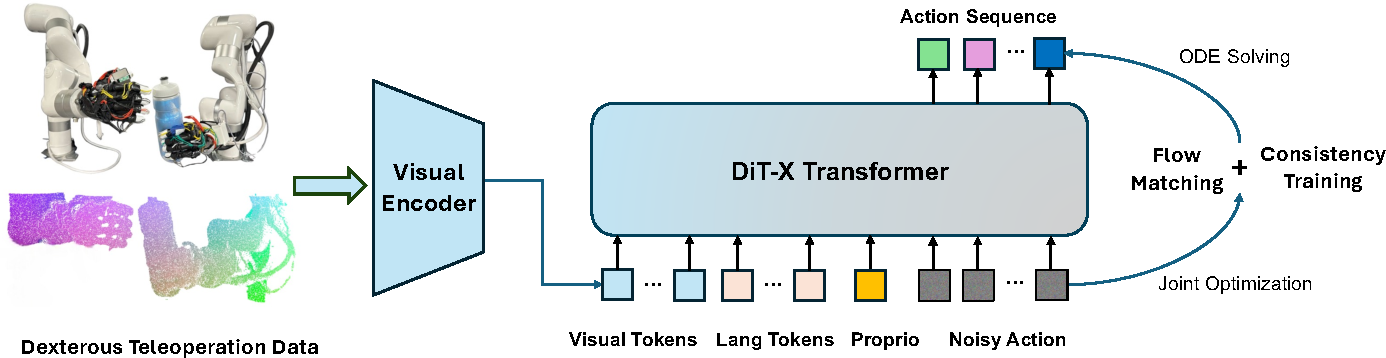 Action Sequence
...
ODE Solving
Visual
Encoder
DiT-X Transformer
Flow
Matching
+
Consistency
Training
... ... ...
Joint Optimization
Visual Tokens
Lang Tokens
Proprio
Noisy Action
Dexterous Teleoperation Data